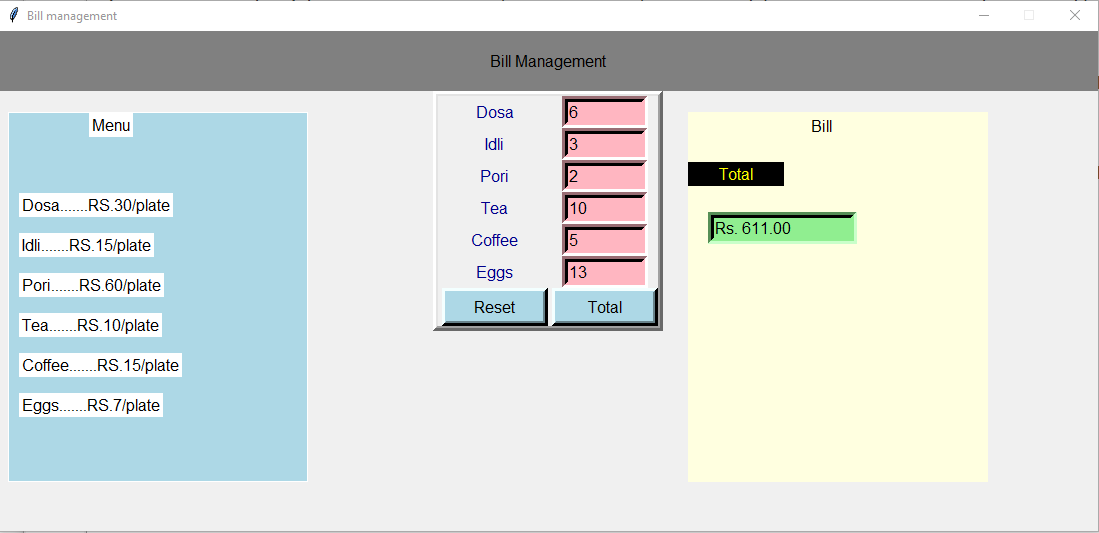 Bill management
Bill Management
Menu
Dosa.......RS.30/plate
Idli.......RS.15/plate
Pori.......RS.60/plate
Tea.......RS.10/plate
Coffee.......RS.15/plate
Eggs.......RS.7/plate
Dosa 6
Idli 3
Pori 2
Tea 10
Coffee 5
Eggs 13
Reset Total
Bill
Total
Rs. 611.00